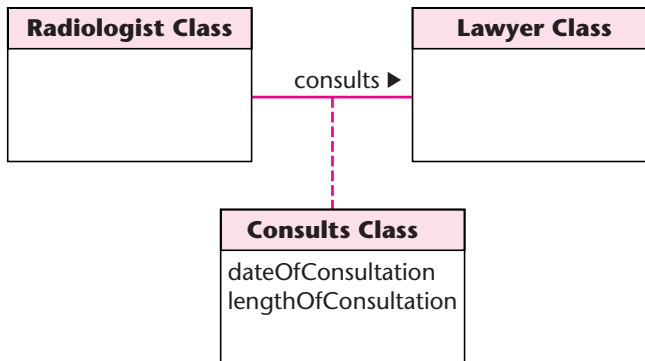 Radiologist Class
Lawyer Class
consults ▶
Consults Class
dateOfConsultation
lengthOfConsultation